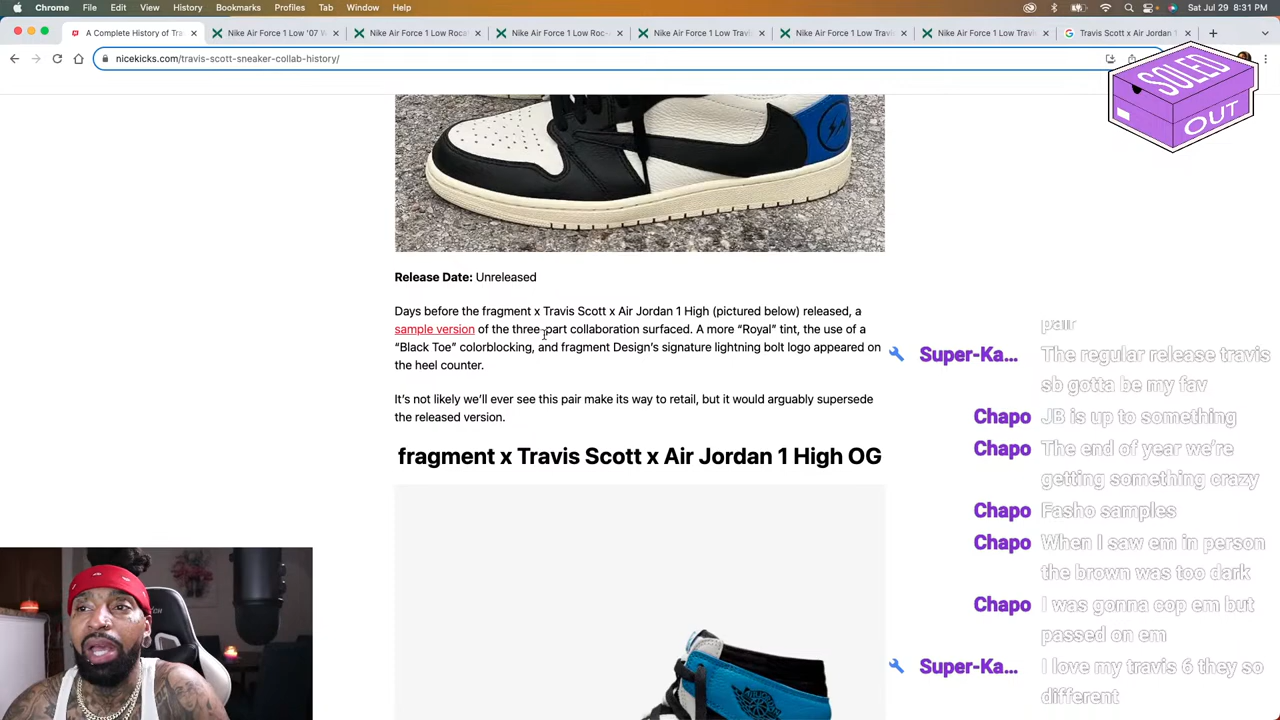 Chrome File Edit View History Bookmarks Profiles Tab Window Help Sat Jul 29 8:31 PM
A Complete History of Tra Nike Air Force 1 Low '07 W Nike Air Force 1 Low Roca Nike Air Force 1 Low Roc-A Nike Air Force 1 Low Travi Nike Air Force 1 Low Travi Nike Air Force 1 Low Travi Travis Scott x Air Jordan 1
nicekicks.com/travis-scott-sneaker-collab-history/
SOLED
OUT
Release Date: Unreleased
Days before the fragment x Travis Scott x Air Jordan 1 High (pictured below) released, a
sample version of the three-part collaboration surfaced. A more “Royal” tint, the use of a
“Black Toe” colorblocking, and fragment Design’s signature lightning bolt logo appeared on
the heel counter.
It’s not likely we’ll ever see this pair make its way to retail, but it would arguably supersede
the released version.
fragment x Travis Scott x Air Jordan 1 High OG
pair
Super-Ka... The regular release travis
sb gotta be my fav
Chapo JB is up to something
Chapo The end of year we’re
getting something crazy
Chapo Fasho samples
Chapo When I saw em in person
the brown was too dark
Chapo I was gonna cop em but
passed on em
Super-Ka... I love my travis 6 they so
different